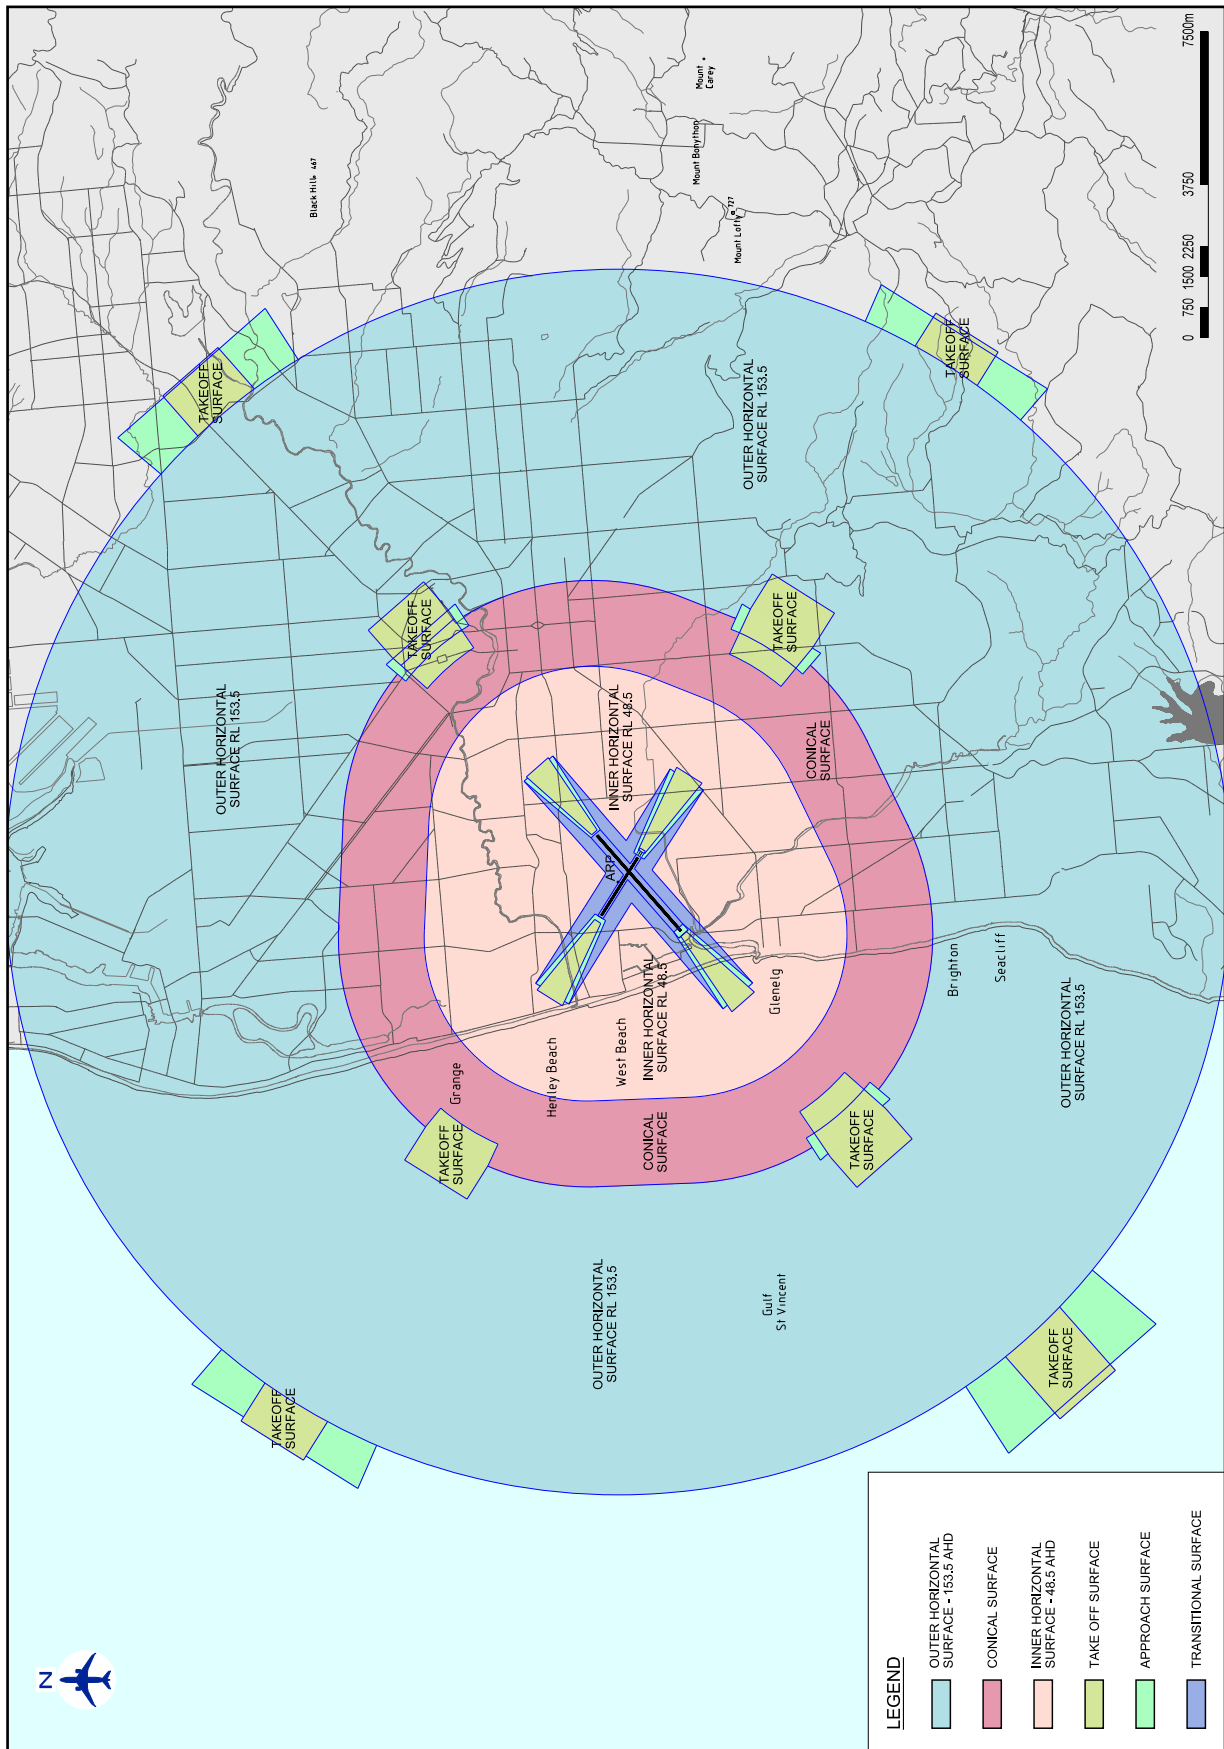 Mount
Carey
Mount Bonython
Mount Lofty
727
Black Hill
467
7500m
3750
2250
1500
750
0
TAKEOFF
SURFACE
TAKEOFF
SURFACE
OUTER HORIZONTAL
SURFACE RL 153.5
TAKEOFF
SURFACE
TAKEOFF
SURFACE
OUTER HORIZONTAL
SURFACE RL 153.5
INNER HORIZONTAL
SURFACE RL 48.5
CONICAL
SURFACE
ARP
INNER HORIZONTAL
SURFACE RL 48.5
Glenelg
Brighton
Seacliff
West Beach
Henley Beach
Grange
OUTER HORIZONTAL
SURFACE RL 153.5
TAKEOFF
SURFACE
CONICAL
SURFACE
TAKEOFF
SURFACE
OUTER HORIZONTAL
SURFACE RL 153.5
Gulf
St Vincent
TAKEOFF
SURFACE
TAKEOFF
SURFACE
N
LEGEND
OUTER HORIZONTAL
SURFACE - 153.5 AHD
CONICAL SURFACE
INNER HORIZONTAL
SURFACE - 48.5 AHD
TAKE OFF SURFACE
APPROACH SURFACE
TRANSITIONAL SURFACE